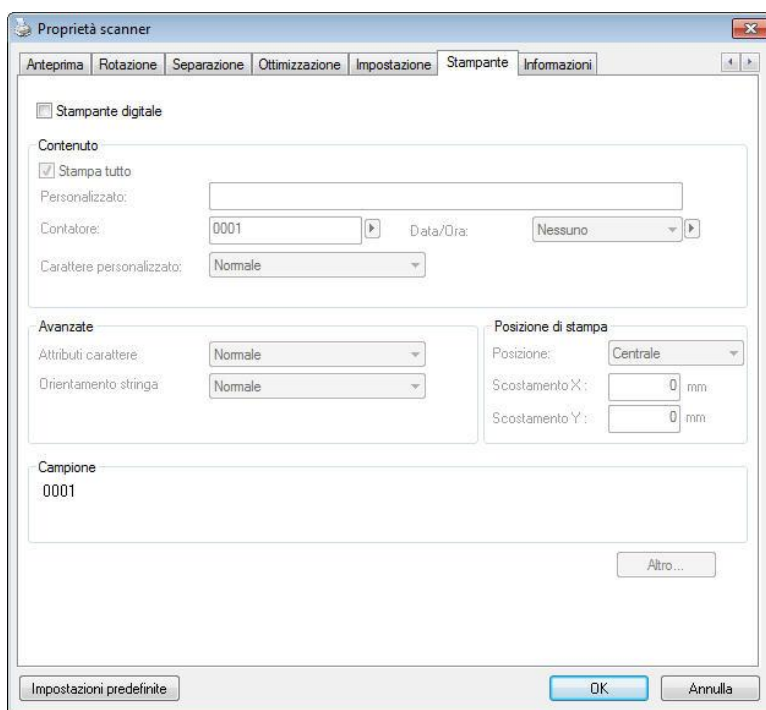 Proprietà scanner
Anteprima Rotazione Separazione Ottimizzazione Impostazione Stampante Informazioni
Stampante digitale
Contenuto
Stampa tutto
Personalizzato:
Contatore: 0001 Data/Ora: Nessuno
Carattere personalizzato: Normale
Avanzate Posizione di stampa
Attributi carattere Normale Posizione: Centrale
Orientamento stringa Normale Scostamento X : 0 mm
Scostamento Y : 0 mm
Campione
0001
Altro...
Impostazioni predefinite OK Annulla